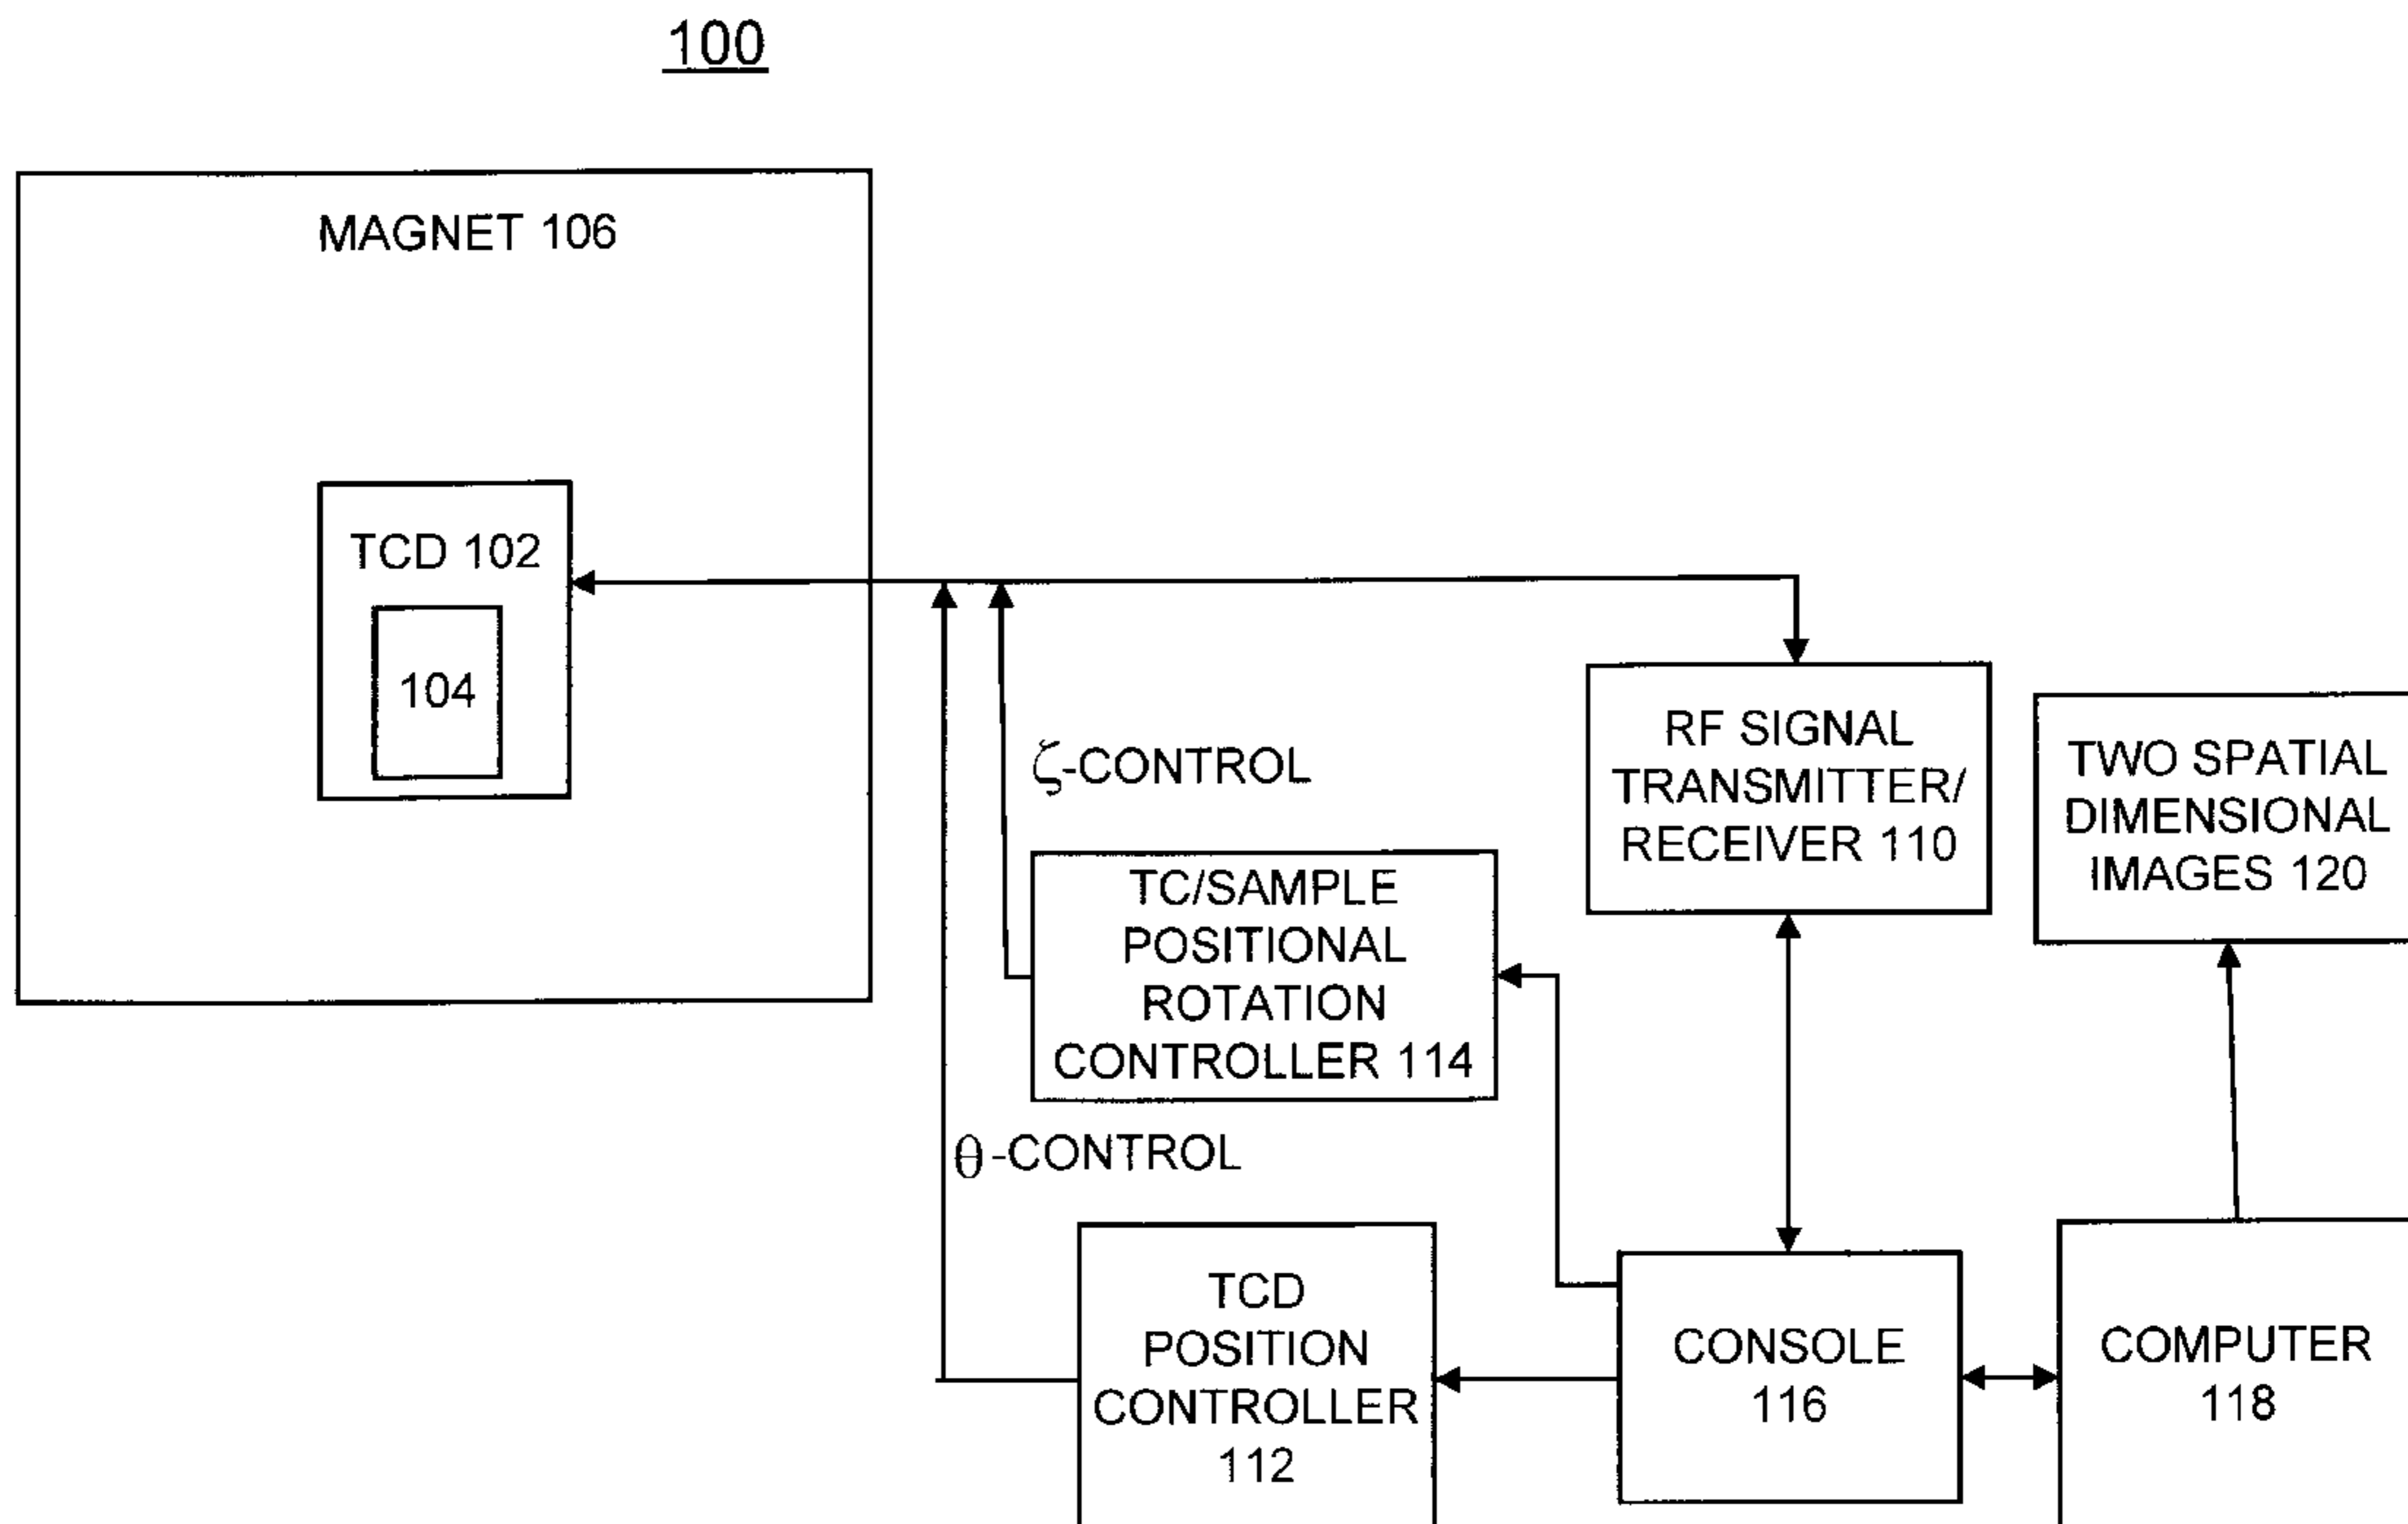 100
MAGNET 106
TCD 102
104
ζ-CONTROL
RF SIGNAL
TRANSMITTER/
RECEIVER 110
TWO SPATIAL
DIMENSIONAL
IMAGES 120
TC/SAMPLE
POSITIONAL
ROTATION
CONTROLLER 114
θ-CONTROL
TCD
POSITION
CONTROLLER
112
CONSOLE
116
COMPUTER
118